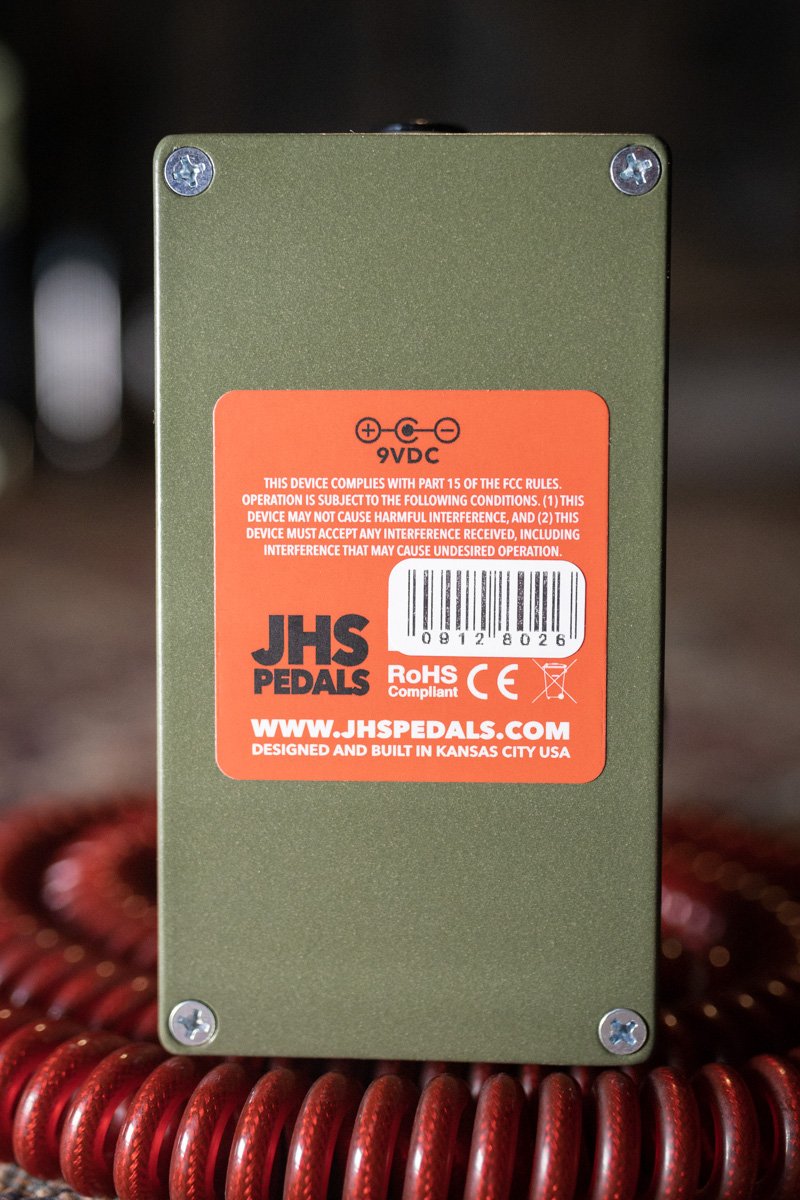 9VDC
THIS DEVICE COMPLIES WITH PART 15 OF THE FCC RULES.
OPERATION IS SUBJECT TO THE FOLLOWING CONDITIONS. (1) THIS
DEVICE MAY NOT CAUSE HARMFUL INTERFERENCE, AND (2) THIS
DEVICE MUST ACCEPT ANY INTERFERENCE RECEIVED, INCLUDING
INTERFERENCE THAT MAY CAUSE UNDESIRED OPERATION.
09128026
JHS
PEDALS
RoHS
Compliant
CE
WWW.JHSPEDALS.COM
DESIGNED AND BUILT IN KANSAS CITY USA